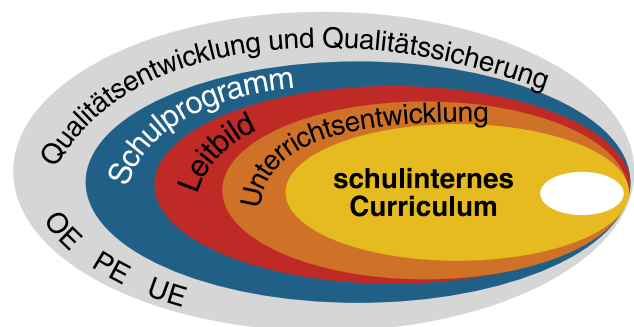 Qualitätsentwicklung und Qualitätssicherung
Schulprogramm
Leitbild
Unterrichtsentwicklung
schulinternes
Curriculum
OE PE UE